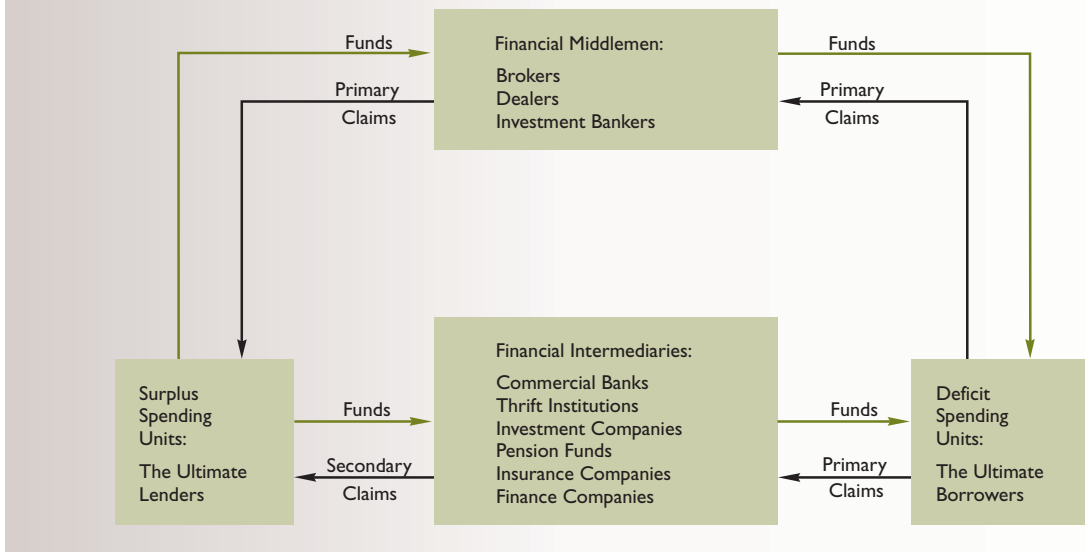 Funds
Primary
Claims
Financial Middlemen:
Brokers
Dealers
Investment Bankers
Funds
Primary
Claims
Surplus
Spending
Units:
The Ultimate
Lenders
Funds
Secondary
Claims
Financial Intermediaries:
Commercial Banks
Thrift Institutions
Investment Companies
Pension Funds
Insurance Companies
Finance Companies
Funds
Primary
Claims
Deficit
Spending
Units:
The Ultimate
Borrowers